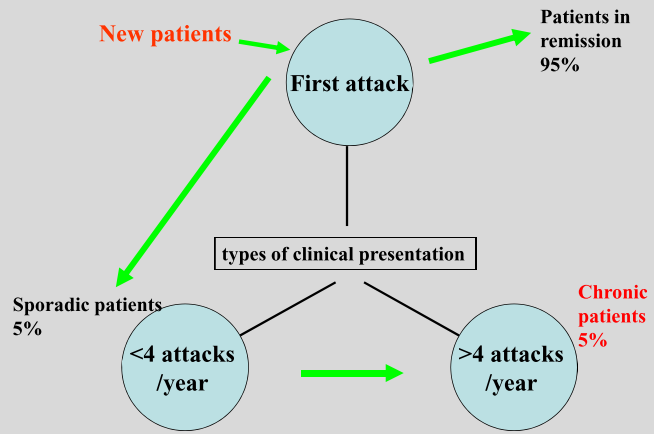 New patients
First attack
Patients in
remission
95%
types of clinical presentation
Sporadic patients
5%
<4 attacks
/year
>4 attacks
/year
Chronic
patients
5%